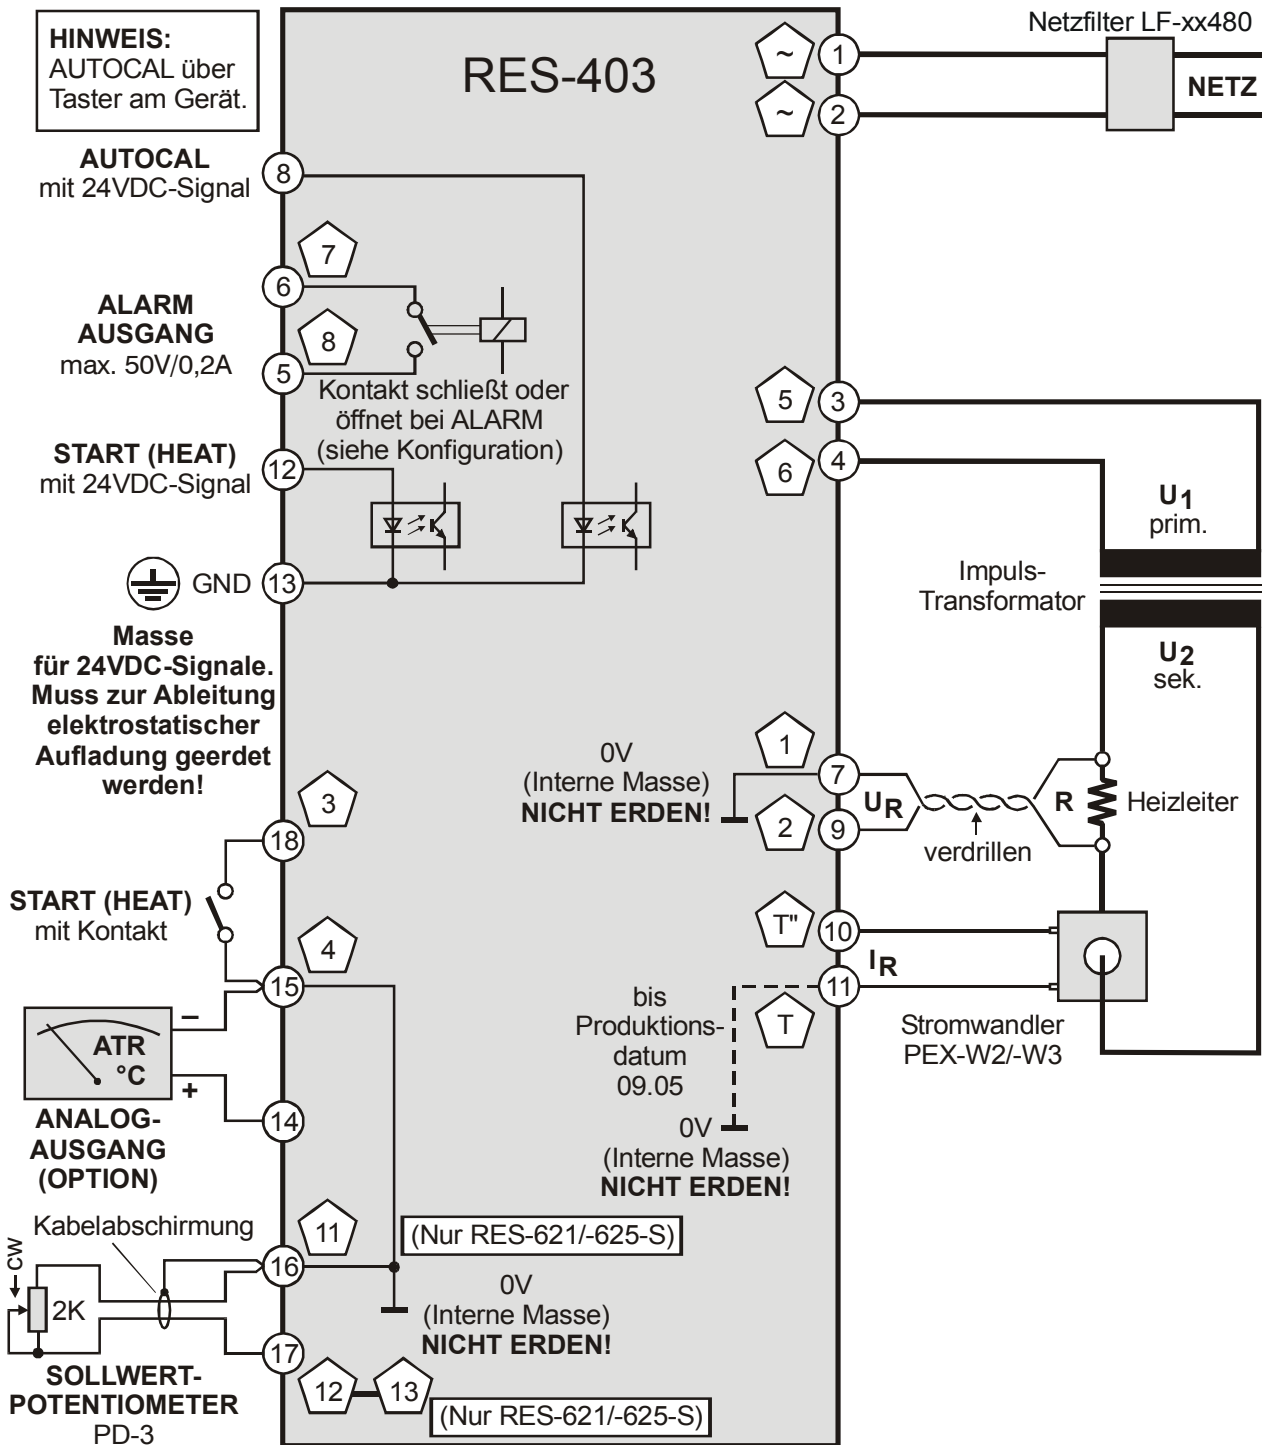 HINWEIS:
AUTOCAL über
Taster am Gerät.
RES-403
Netzfilter LF-xx480
~
1
~
2
NETZ
AUTOCAL
mit 24VDC-Signal
8
7
6
ALARM
AUSGANG
max. 50V/0,2A
8
5
Kontakt schließt oder
öffnet bei ALARM
(siehe Konfiguration)
START (HEAT)
mit 24VDC-Signal
12
GND
13
Masse
für 24VDC-Signale.
Muss zur Ableitung
elektrostatischer
Aufladung geerdet
werden!
5
3
6
4
U1
prim.
Impuls-
Transformator
U2
sek.
0V
(Interne Masse)
NICHT ERDEN!
1
7
2
9
UR
verdrillen
R
Heizleiter
3
18
START (HEAT)
mit Kontakt
4
15
ATR
°C
–
+
14
ANALOG-
AUSGANG
(OPTION)
T"
10
IR
11
T
bis
Produktions-
datum
09.05
0V
(Interne Masse)
NICHT ERDEN!
Stromwandler
PEX-W2/-W3
Kabelabschirmung
11
(Nur RES-621/-625-S)
16
0V
(Interne Masse)
NICHT ERDEN!
cw
2K
17
SOLLWERT-
POTENTIOMETER
PD-3
12
13
(Nur RES-621/-625-S)